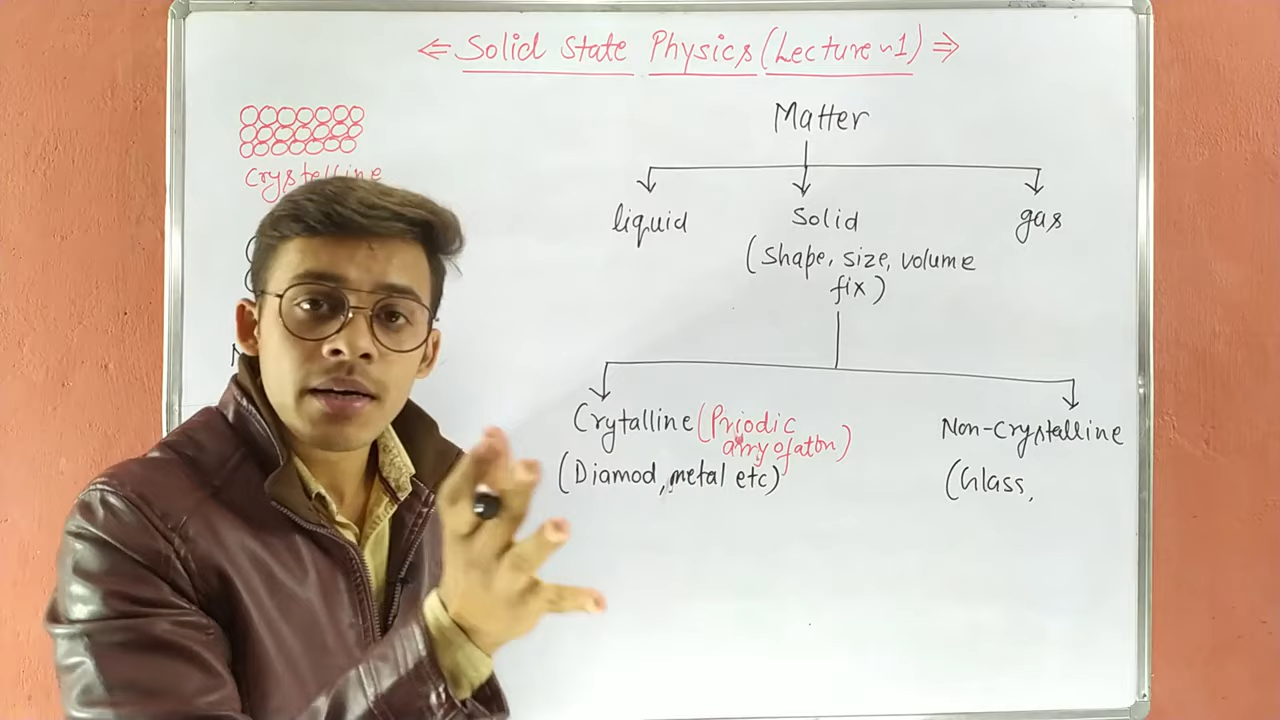 ⇐ Solid State Physics (Lecture ~1) ⇒
Crystelline
Matter
liquid
Solid
gas
(Shape, size, volume
fix)
Crytalline (Priodic
arry of atom)
(Diamod, metal etc)
Non-Crystalline
(Glass,